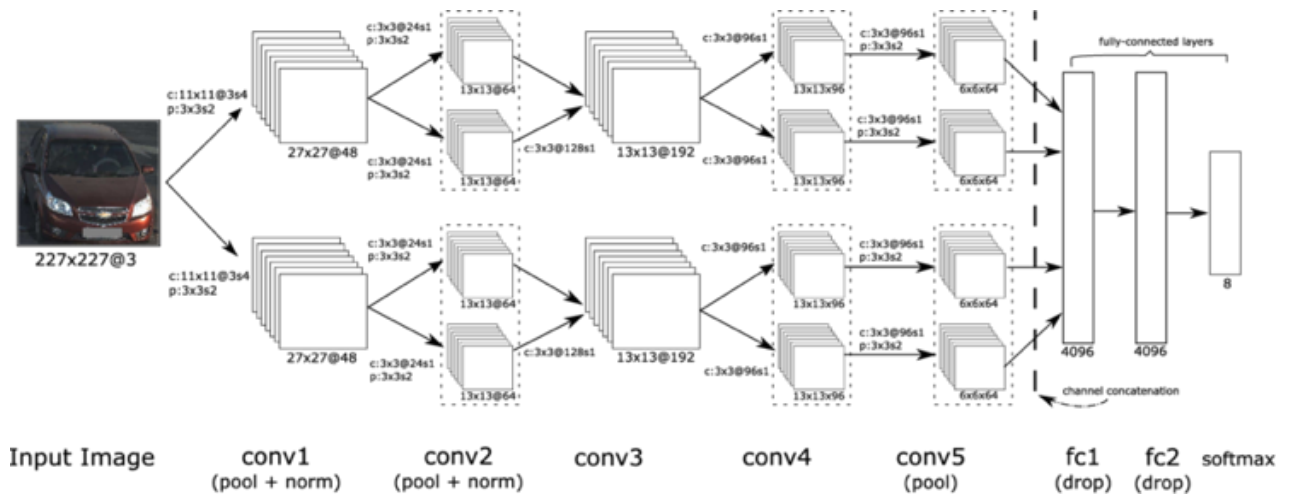 227x227@3
c:11x11@3s4
p:3x3s2
c:11x11@3s4
p:3x3s2
27x27@48
c:3x3@24s1
p:3x3s2
c:3x3@24s1
p:3x3s2
13x13@64
13x13@64
c:3x3@128s1
13x13@192
c:3x3@96s1
c:3x3@96s1
13x13x96
13x13x96
c:3x3@96s1
p:3x3s2
c:3x3@96s1
p:3x3s2
6x6x64
6x6x64
27x27@48
c:3x3@24s1
p:3x3s2
c:3x3@24s1
p:3x3s2
13x13@64
13x13@64
c:3x3@128s1
13x13@192
c:3x3@96s1
c:3x3@96s1
13x13x96
13x13x96
c:3x3@96s1
p:3x3s2
c:3x3@96s1
p:3x3s2
6x6x64
6x6x64
fully-connected layers
4096
4096
8
channel concatenation
Input Image
conv1
(pool + norm)
conv2
(pool + norm)
conv3
conv4
conv5
(pool)
fc1
(drop)
fc2
(drop)
softmax